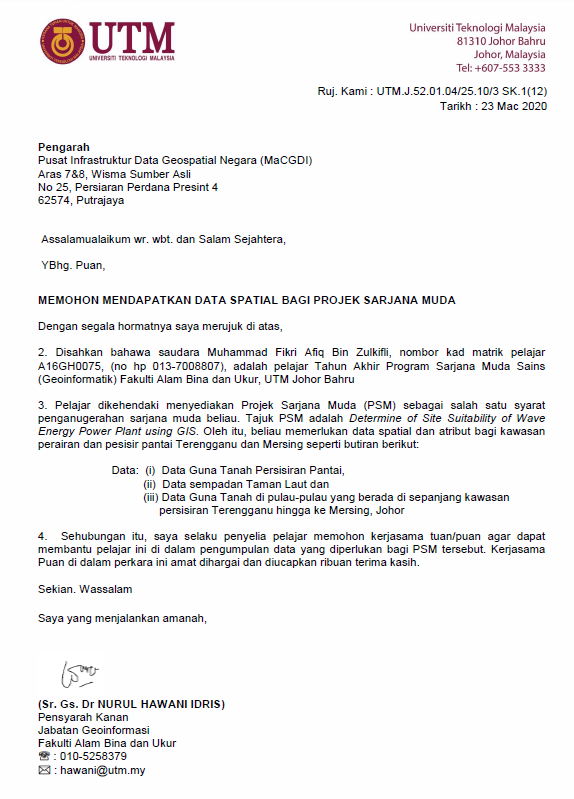 UTM
UNIVERSITI TEKNOLOGI MALAYSIA
Universiti Teknologi Malaysia
81310 Johor Bahru
Johor, Malaysia
Tel: +607-553 3333
Ruj. Kami : UTM.J.52.01.04/25.10/3 SK.1(12)
Tarikh : 23 Mac 2020
Pengarah
Pusat Infrastruktur Data Geospatial Negara (MaCGDI)
Aras 7&8, Wisma Sumber Asli
No 25, Persiaran Perdana Presint 4
62574, Putrajaya
Assalamualaikum wr. wbt. dan Salam Sejahtera,
YBhg. Puan,
MEMOHON MENDAPATKAN DATA SPATIAL BAGI PROJEK SARJANA MUDA
Dengan segala hormatnya saya merujuk di atas,
2. Disahkan bahawa saudara Muhammad Fikri Afiq Bin Zulkifli, nombor kad matrik pelajar
A16GH0075, (no hp 013-7008807), adalah pelajar Tahun Akhir Program Sarjana Muda Sains
(Geoinformatik) Fakulti Alam Bina dan Ukur, UTM Johor Bahru
3. Pelajar dikehendaki menyediakan Projek Sarjana Muda (PSM) sebagai salah satu syarat
penganugerahan sarjana muda beliau. Tajuk PSM adalah Determine of Site Suitability of Wave
Energy Power Plant using GIS. Oleh itu, beliau memerlukan data spatial dan atribut bagi kawasan
perairan dan pesisir pantai Terengganu dan Mersing seperti butiran berikut:
Data: (i) Data Guna Tanah Persisiran Pantai,
(ii) Data sempadan Taman Laut dan
(iii) Data Guna Tanah di pulau-pulau yang berada di sepanjang kawasan
persisiran Terengganu hingga ke Mersing, Johor
4. Sehubungan itu, saya selaku penyelia pelajar memohon kerjasama tuan/puan agar dapat
membantu pelajar ini di dalam pengumpulan data yang diperlukan bagi PSM tersebut. Kerjasama
Puan di dalam perkara ini amat dihargai dan diucapkan ribuan terima kasih.
Sekian. Wassalam
Saya yang menjalankan amanah,
(Sr. Gs. Dr NURUL HAWANI IDRIS)
Pensyarah Kanan
Jabatan Geoinformasi
Fakulti Alam Bina dan Ukur
☎ : 010-5258379
✉ : hawani@utm.my